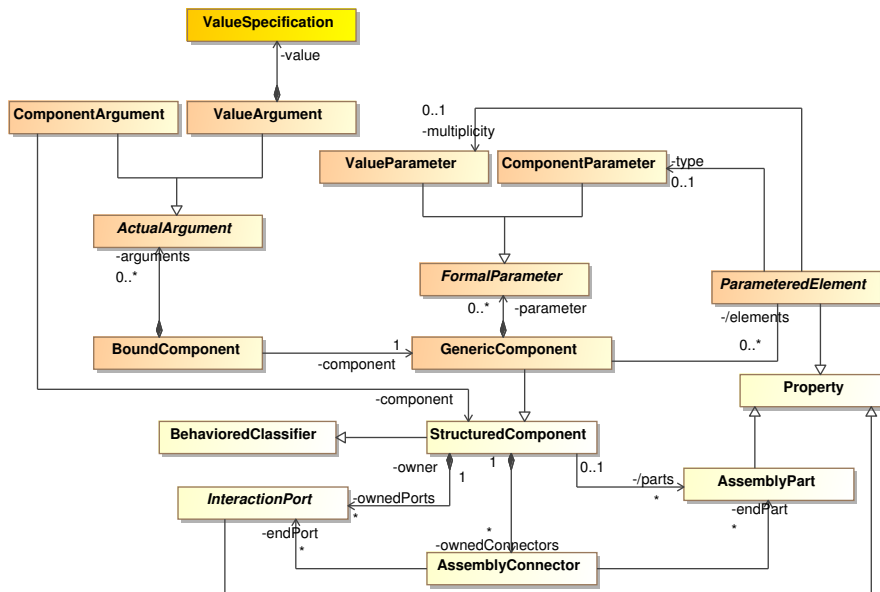 ValueSpecification
-value
ComponentArgument
ValueArgument
0..1
-multiplicity
ValueParameter
ComponentParameter
-type
0..1
ActualArgument
-arguments
0..*
FormalParameter
0..*
-parameter
ParameteredElement
-/elements
0..*
BoundComponent
1
-component
GenericComponent
Property
-component
BehavioredClassifier
StructuredComponent
-owner
1
1
0..1
-/parts
*
AssemblyPart
-endPart
*
InteractionPort
-ownedPorts
*
-endPort
*
*
-ownedConnectors
AssemblyConnector